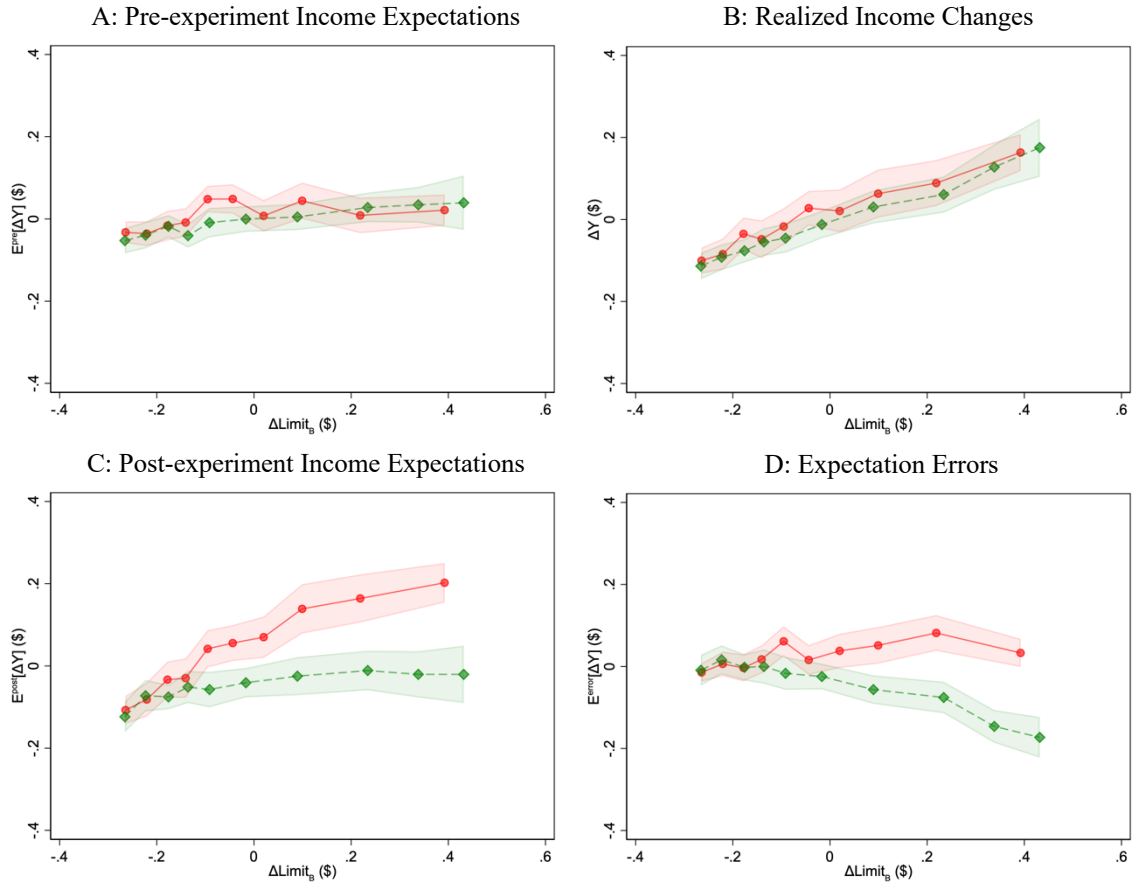 A: Pre-experiment Income Expectations
B: Realized Income Changes
.4
.2
0
-.2
-.4
E^pre[ΔY] ($)
-.4 -.2 0 .2 .4 .6
ΔLimit_B ($)
.4
.2
0
-.2
-.4
ΔY ($)
-.4 -.2 0 .2 .4 .6
ΔLimit_B ($)
C: Post-experiment Income Expectations
D: Expectation Errors
.4
.2
0
-.2
-.4
E^post[ΔY] ($)
-.4 -.2 0 .2 .4 .6
ΔLimit_B ($)
.4
.2
0
-.2
-.4
E^error[ΔY] ($)
-.4 -.2 0 .2 .4 .6
ΔLimit_B ($)